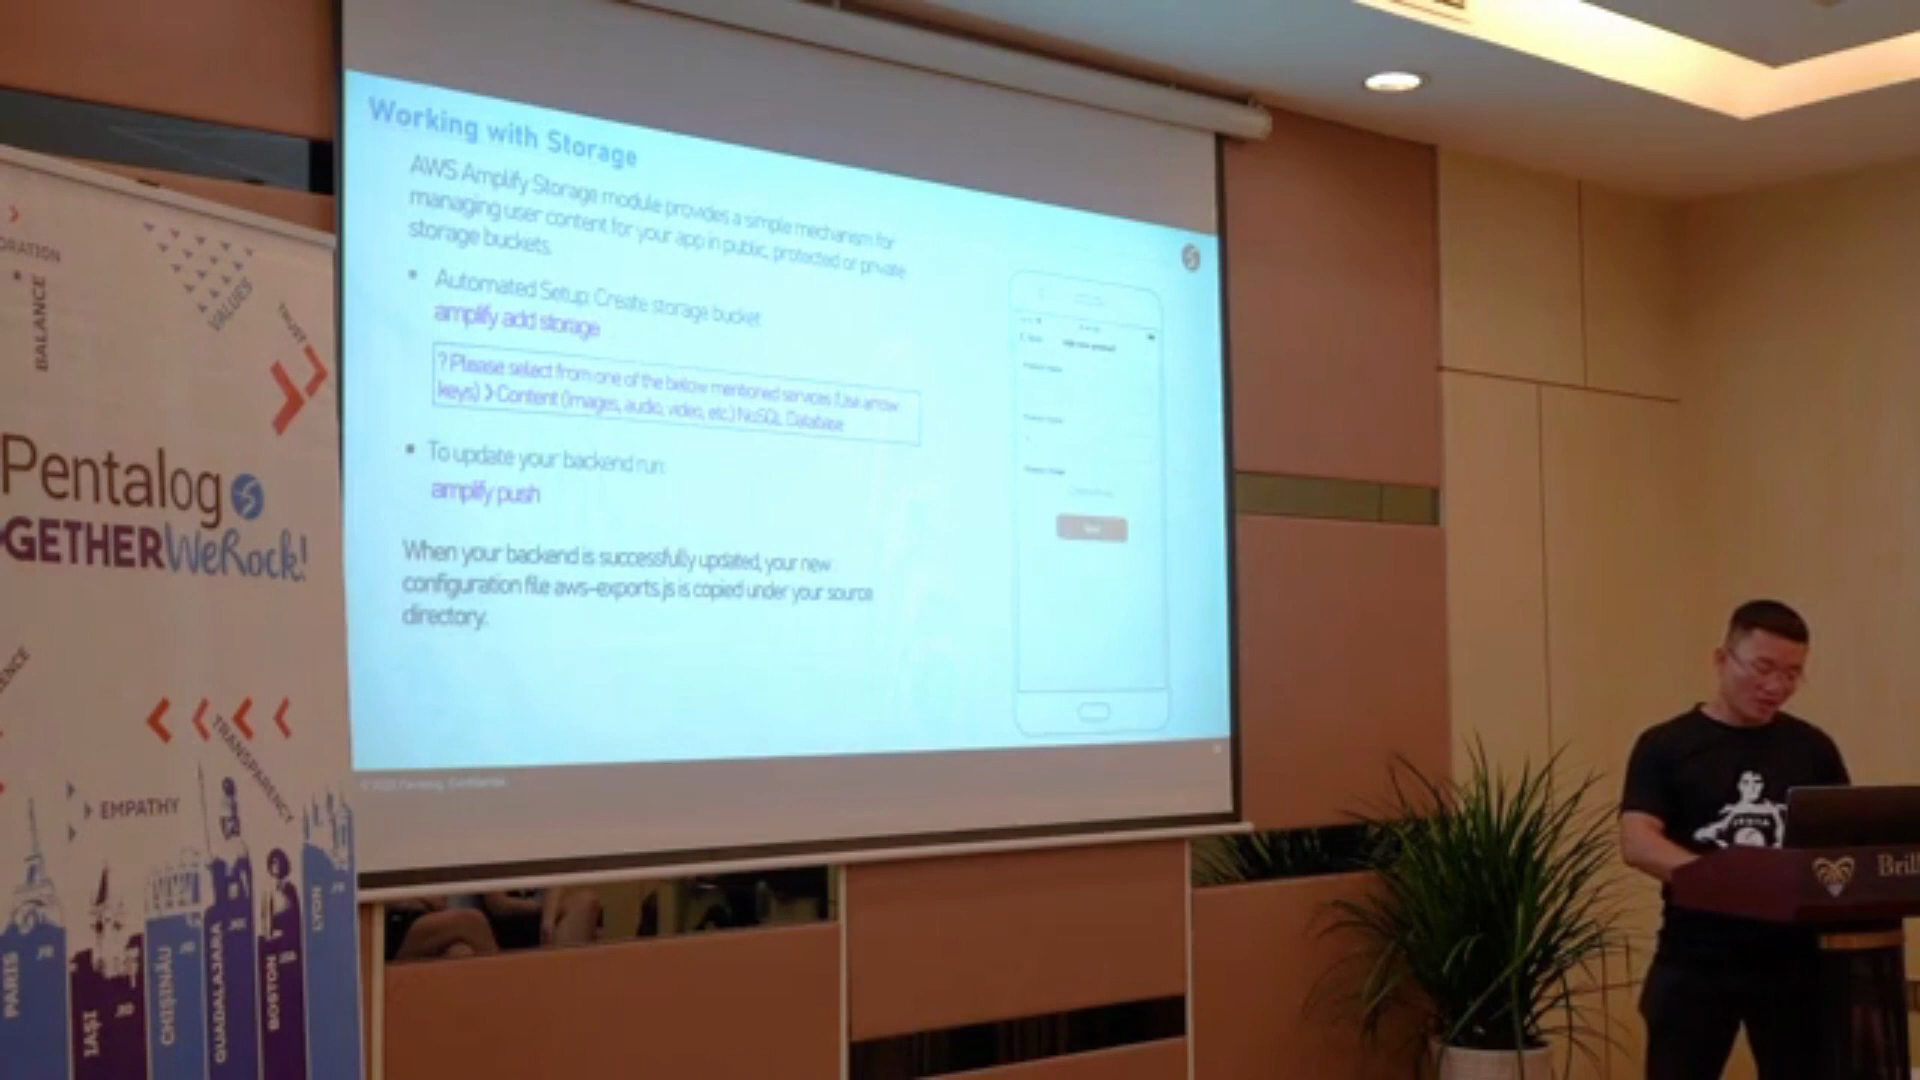 Working with Storage
AWS Amplify Storage module provides a simple mechanism for
managing user content for your app in public, protected or private
storage buckets.
• Automated Setup: Create storage bucket
amplify add storage
? Please select from one of the below mentioned services (Use arrow
keys) ❯ Content (Images, audio, video, etc.) NoSQL Database
• To update your backend run:
amplify push
When your backend is successfully updated, your new
configuration file aws-exports.js is copied under your source
directory.
ORATION
BALANCE
VALUES
TRUST
Pentalog
GETHER WeRock!
ENCE
TRANSPARENCY
EMPATHY
PARIS
IAȘI
CHIȘINĂU
GUADALAJARA
BOSTON
LYON
Brill